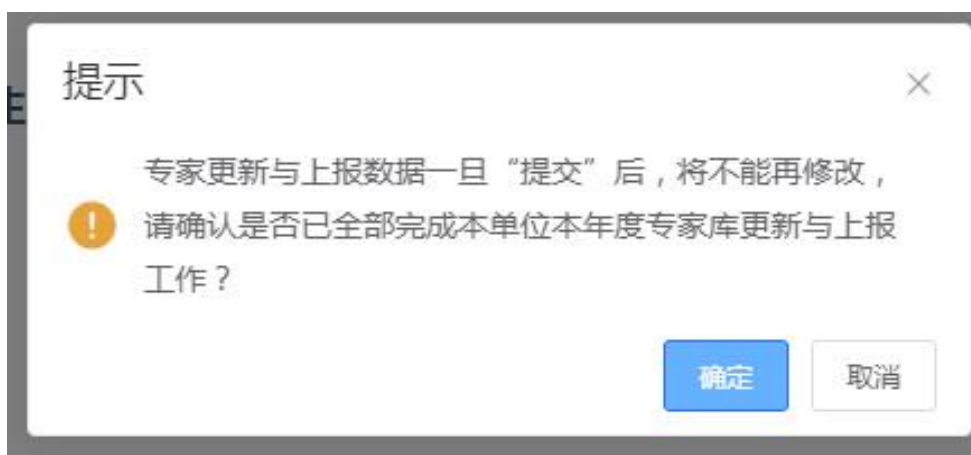 提示
专家更新与上报数据一旦“提交”后，将不能再修改，
请确认是否已全部完成本单位本年度专家库更新与上报
工作？
确定 取消